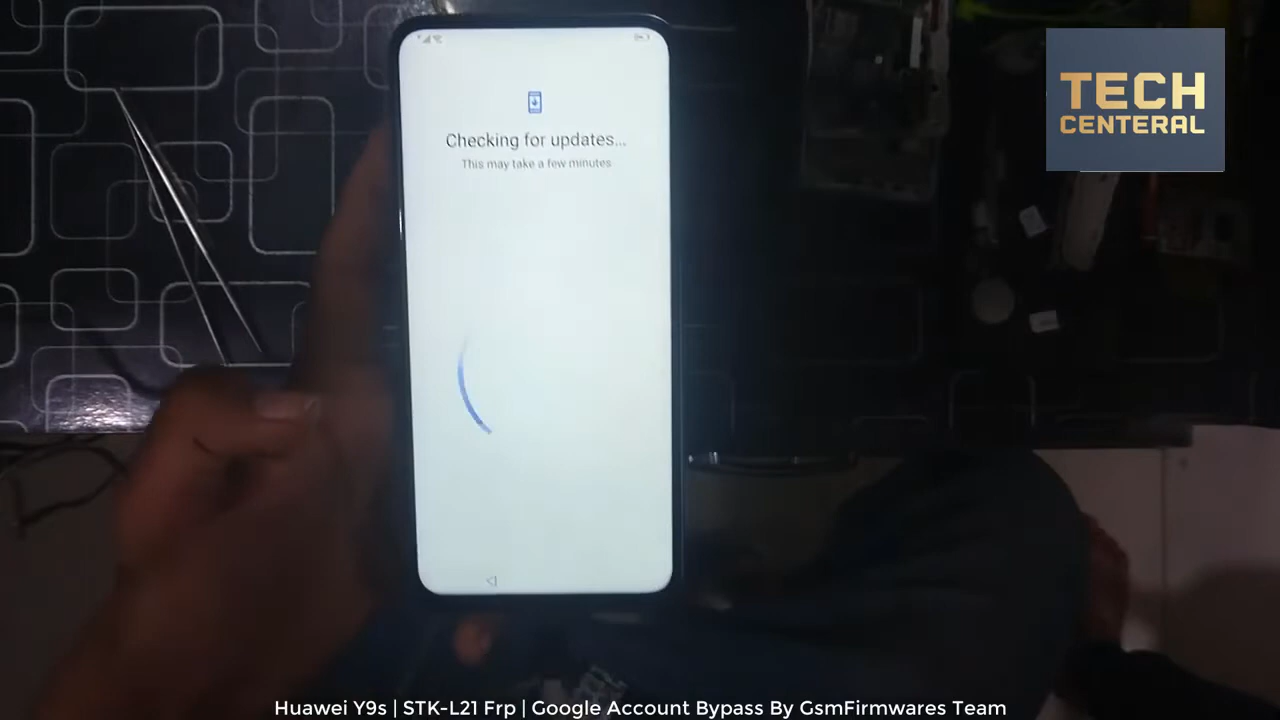 TECH
CENTERAL
Checking for updates...
This may take a few minutes
Huawei Y9s | STK-L21 Frp | Google Account Bypass By GsmFirmwares Team